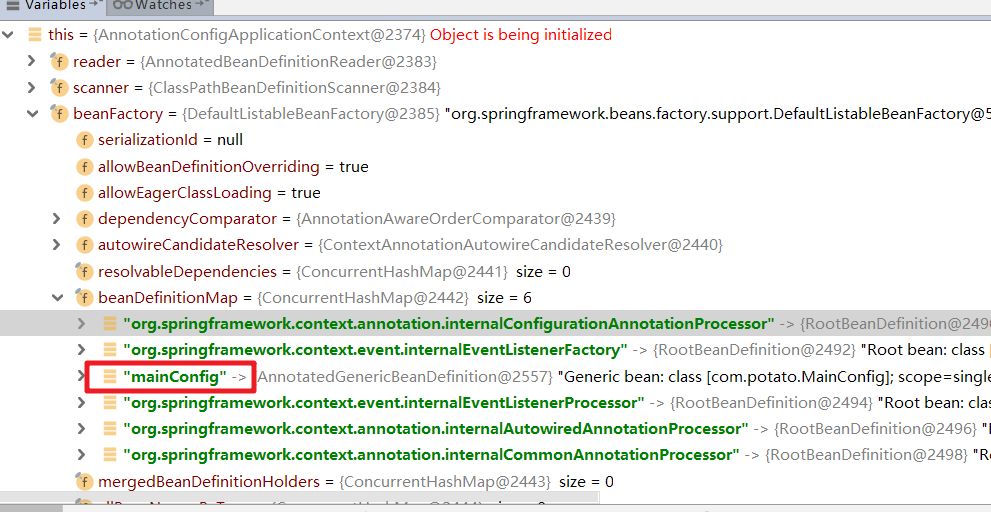 Variables Watches
this = {AnnotationConfigApplicationContext@2374} Object is being initialized
reader = {AnnotatedBeanDefinitionReader@2383}
scanner = {ClassPathBeanDefinitionScanner@2384}
beanFactory = {DefaultListableBeanFactory@2385} "org.springframework.beans.factory.support.DefaultListableBeanFactory@5
serializationId = null
allowBeanDefinitionOverriding = true
allowEagerClassLoading = true
dependencyComparator = {AnnotationAwareOrderComparator@2439}
autowireCandidateResolver = {ContextAnnotationAutowireCandidateResolver@2440}
resolvableDependencies = {ConcurrentHashMap@2441} size = 0
beanDefinitionMap = {ConcurrentHashMap@2442} size = 6
"org.springframework.context.annotation.internalConfigurationAnnotationProcessor" -> {RootBeanDefinition@2490
"org.springframework.context.event.internalEventListenerFactory" -> {RootBeanDefinition@2492} "Root bean: class [
"mainConfig" -> {AnnotatedGenericBeanDefinition@2557} "Generic bean: class [com.potato.MainConfig]; scope=single
"org.springframework.context.event.internalEventListenerProcessor" -> {RootBeanDefinition@2494} "Root bean: clas
"org.springframework.context.annotation.internalAutowiredAnnotationProcessor" -> {RootBeanDefinition@2496} "
"org.springframework.context.annotation.internalCommonAnnotationProcessor" -> {RootBeanDefinition@2498} "Ro
mergedBeanDefinitionHolders = {ConcurrentHashMap@2443} size = 0